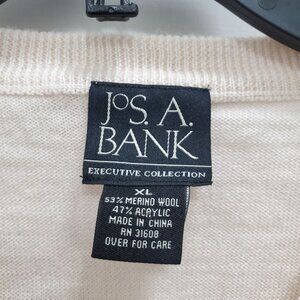 JOS. A.
BANK
EXECUTIVE COLLECTION
XL
53% MERINO WOOL
47% ACRYLIC
MADE IN CHINA
RN 31608
OVER FOR CARE